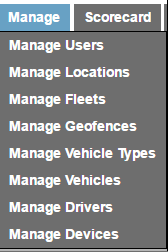 Manage Scorecard
Manage Users
Manage Locations
Manage Fleets
Manage Geofences
Manage Vehicle Types
Manage Vehicles
Manage Drivers
Manage Devices